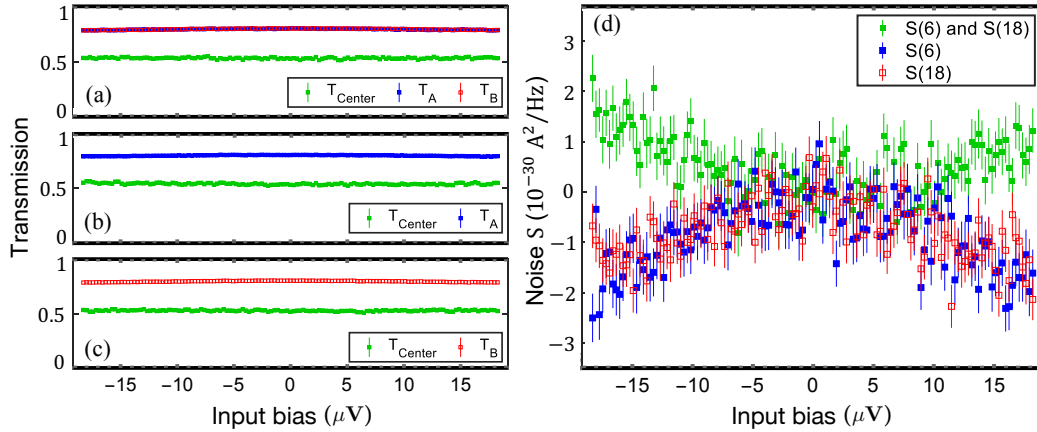 Transmission
1
0.5
0
(a)
T_Center T_A T_B
1
0.5
0
(b)
T_Center T_A
1
0.5
0
(c)
T_Center T_B
−15 −10 −5 0 5 10 15
Input bias (μV)
(d)
S(6) and S(18)
S(6)
S(18)
Noise S (10⁻³⁰ A²/Hz)
3
2
1
0
−1
−2
−3
−15 −10 −5 0 5 10 15
Input bias (μV)